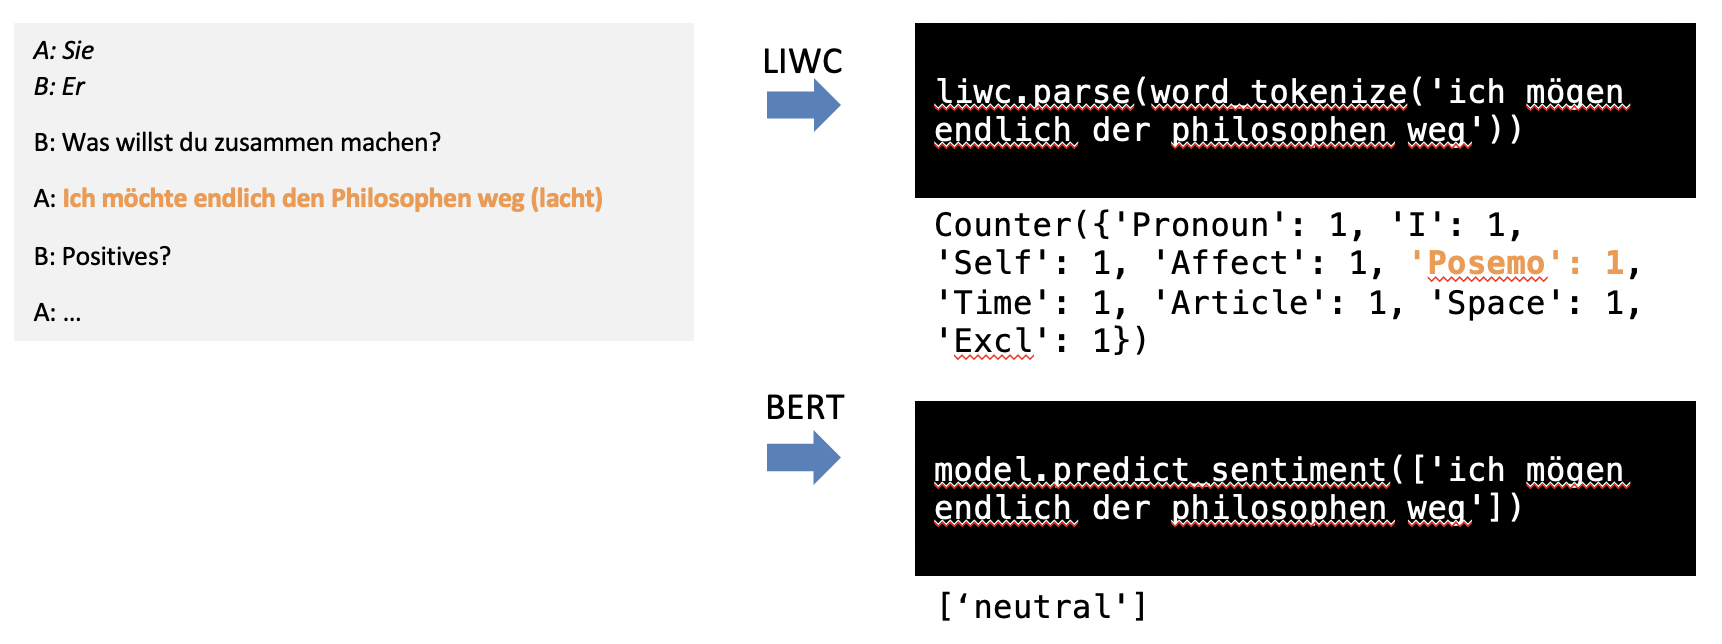 A: Sie
B: Er
B: Was willst du zusammen machen?
A: Ich möchte endlich den Philosophen weg (lacht)
B: Positives?
A: ...
LIWC
liwc.parse(word_tokenize('ich mögen
endlich der philosophen weg'))
Counter({'Pronoun': 1, 'I': 1,
'Self': 1, 'Affect': 1, 'Posemo': 1,
'Time': 1, 'Article': 1, 'Space': 1,
'Excl': 1})
BERT
model.predict_sentiment(['ich mögen
endlich der philosophen weg'])
[‘neutral']